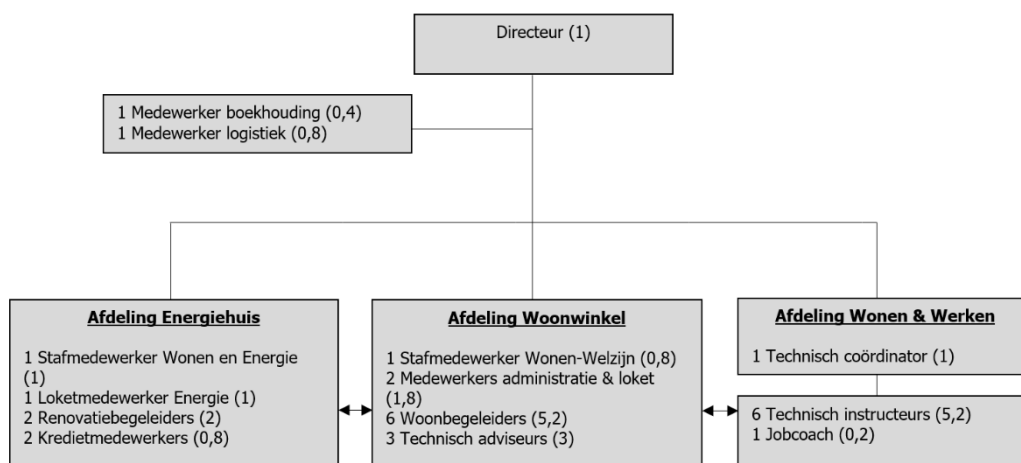 Directeur (1)
1 Medewerker boekhouding (0,4)
1 Medewerker logistiek (0,8)
Afdeling Energiehuis
1 Stafmedewerker Wonen en Energie
(1)
1 Loketmedewerker Energie (1)
2 Renovatiebegeleiders (2)
2 Kredietmedewerkers (0,8)
Afdeling Woonwinkel
1 Stafmedewerker Wonen-Welzijn (0,8)
2 Medewerkers administratie & loket
(1,8)
6 Woonbegeleiders (5,2)
3 Technisch adviseurs (3)
Afdeling Wonen & Werken
1 Technisch coördinator (1)
6 Technisch instructeurs (5,2)
1 Jobcoach (0,2)